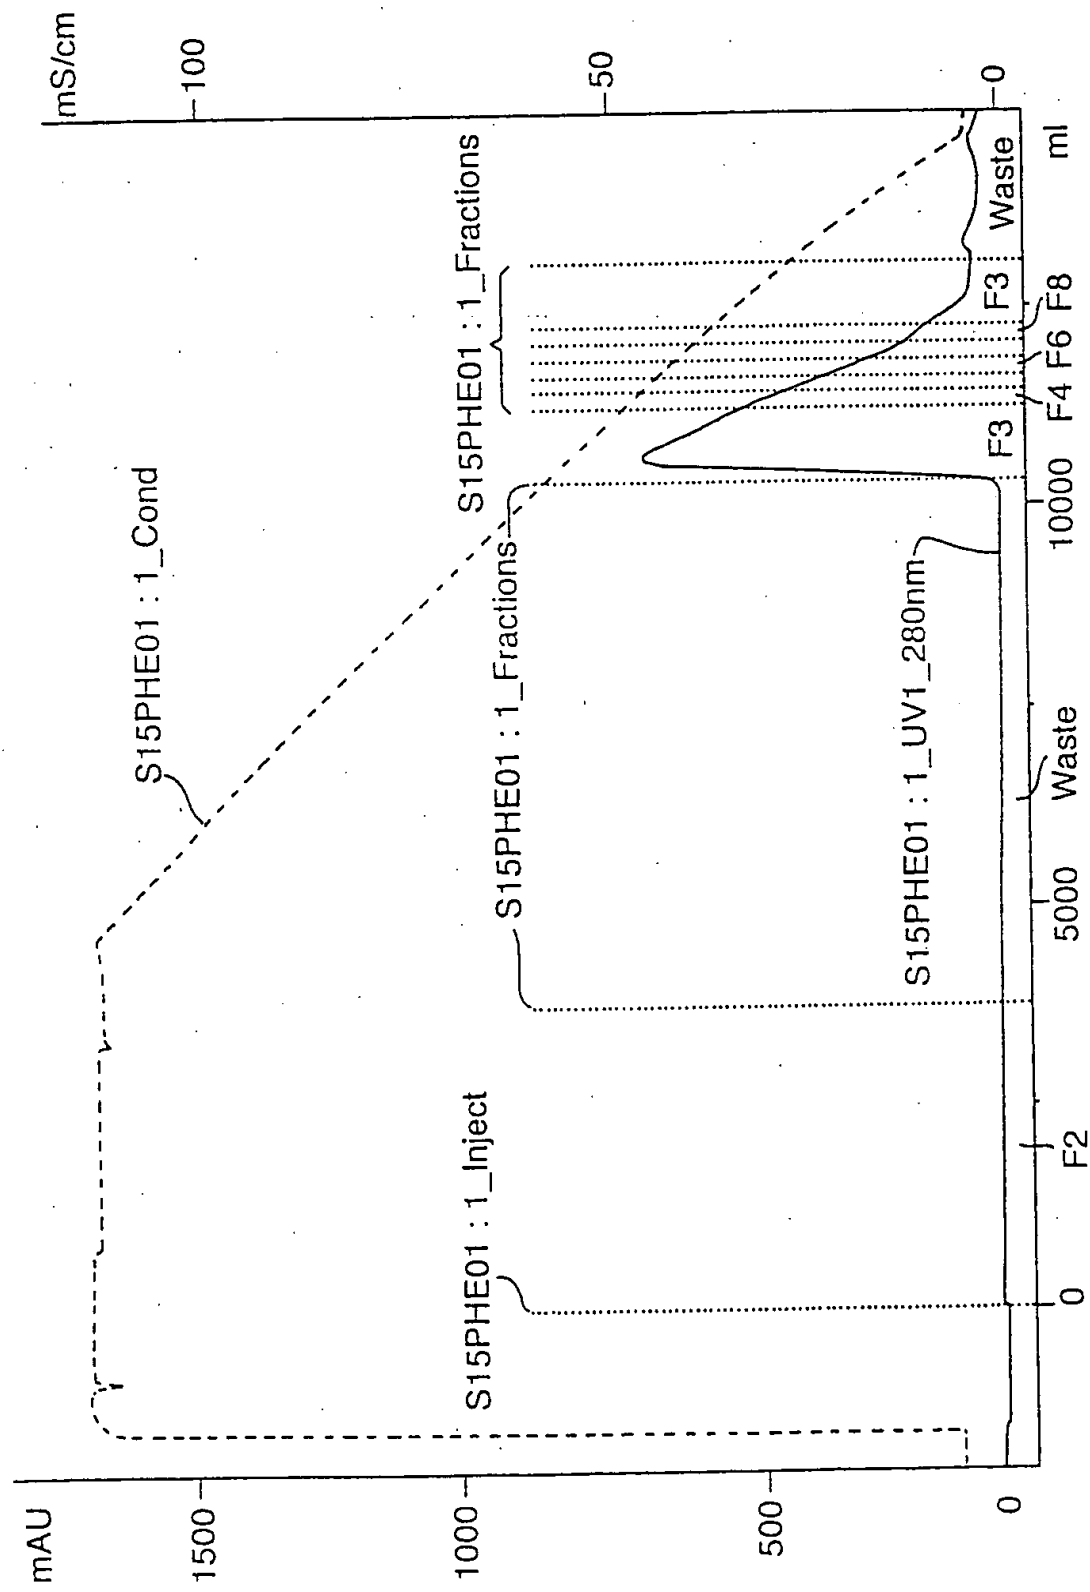 mAU
1500
1000
500
0
mS/cm
100
50
0
S15PHE01 : 1_Cond
S15PHE01 : 1_Inject
S15PHE01 : 1_Fractions
S15PHE01 : 1_Fractions
S15PHE01 : 1_UV1_280nm
F3
F3
Waste
0
5000
10000
ml
F2
Waste
F4
F6
F8